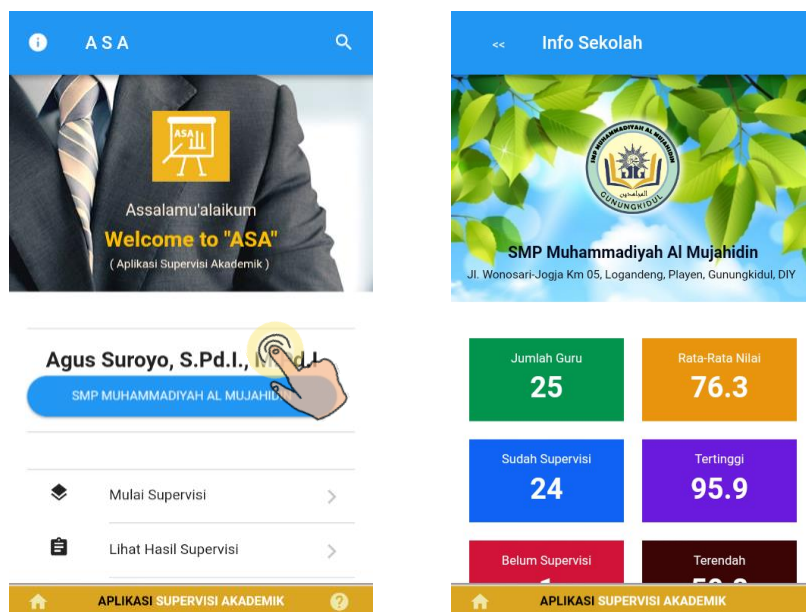 A S A
ASA
Assalamu'alaikum
Welcome to "ASA"
( Aplikasi Supervisi Akademik )
Agus Suroyo, S.Pd.I., M.Pd.I
SMP MUHAMMADIYAH AL MUJAHIDIN
Mulai Supervisi
Lihat Hasil Supervisi
APLIKASI SUPERVISI AKADEMIK
<< Info Sekolah
SMP MUHAMMADIYAH AL MUJAHIDIN
GUNUNGKIDUL
SMP Muhammadiyah Al Mujahidin
Jl. Wonosari-Jogja Km 05, Logandeng, Playen, Gunungkidul, DIY
Jumlah Guru
25
Rata-Rata Nilai
76.3
Sudah Supervisi
24
Tertinggi
95.9
Belum Supervisi
Terendah
APLIKASI SUPERVISI AKADEMIK